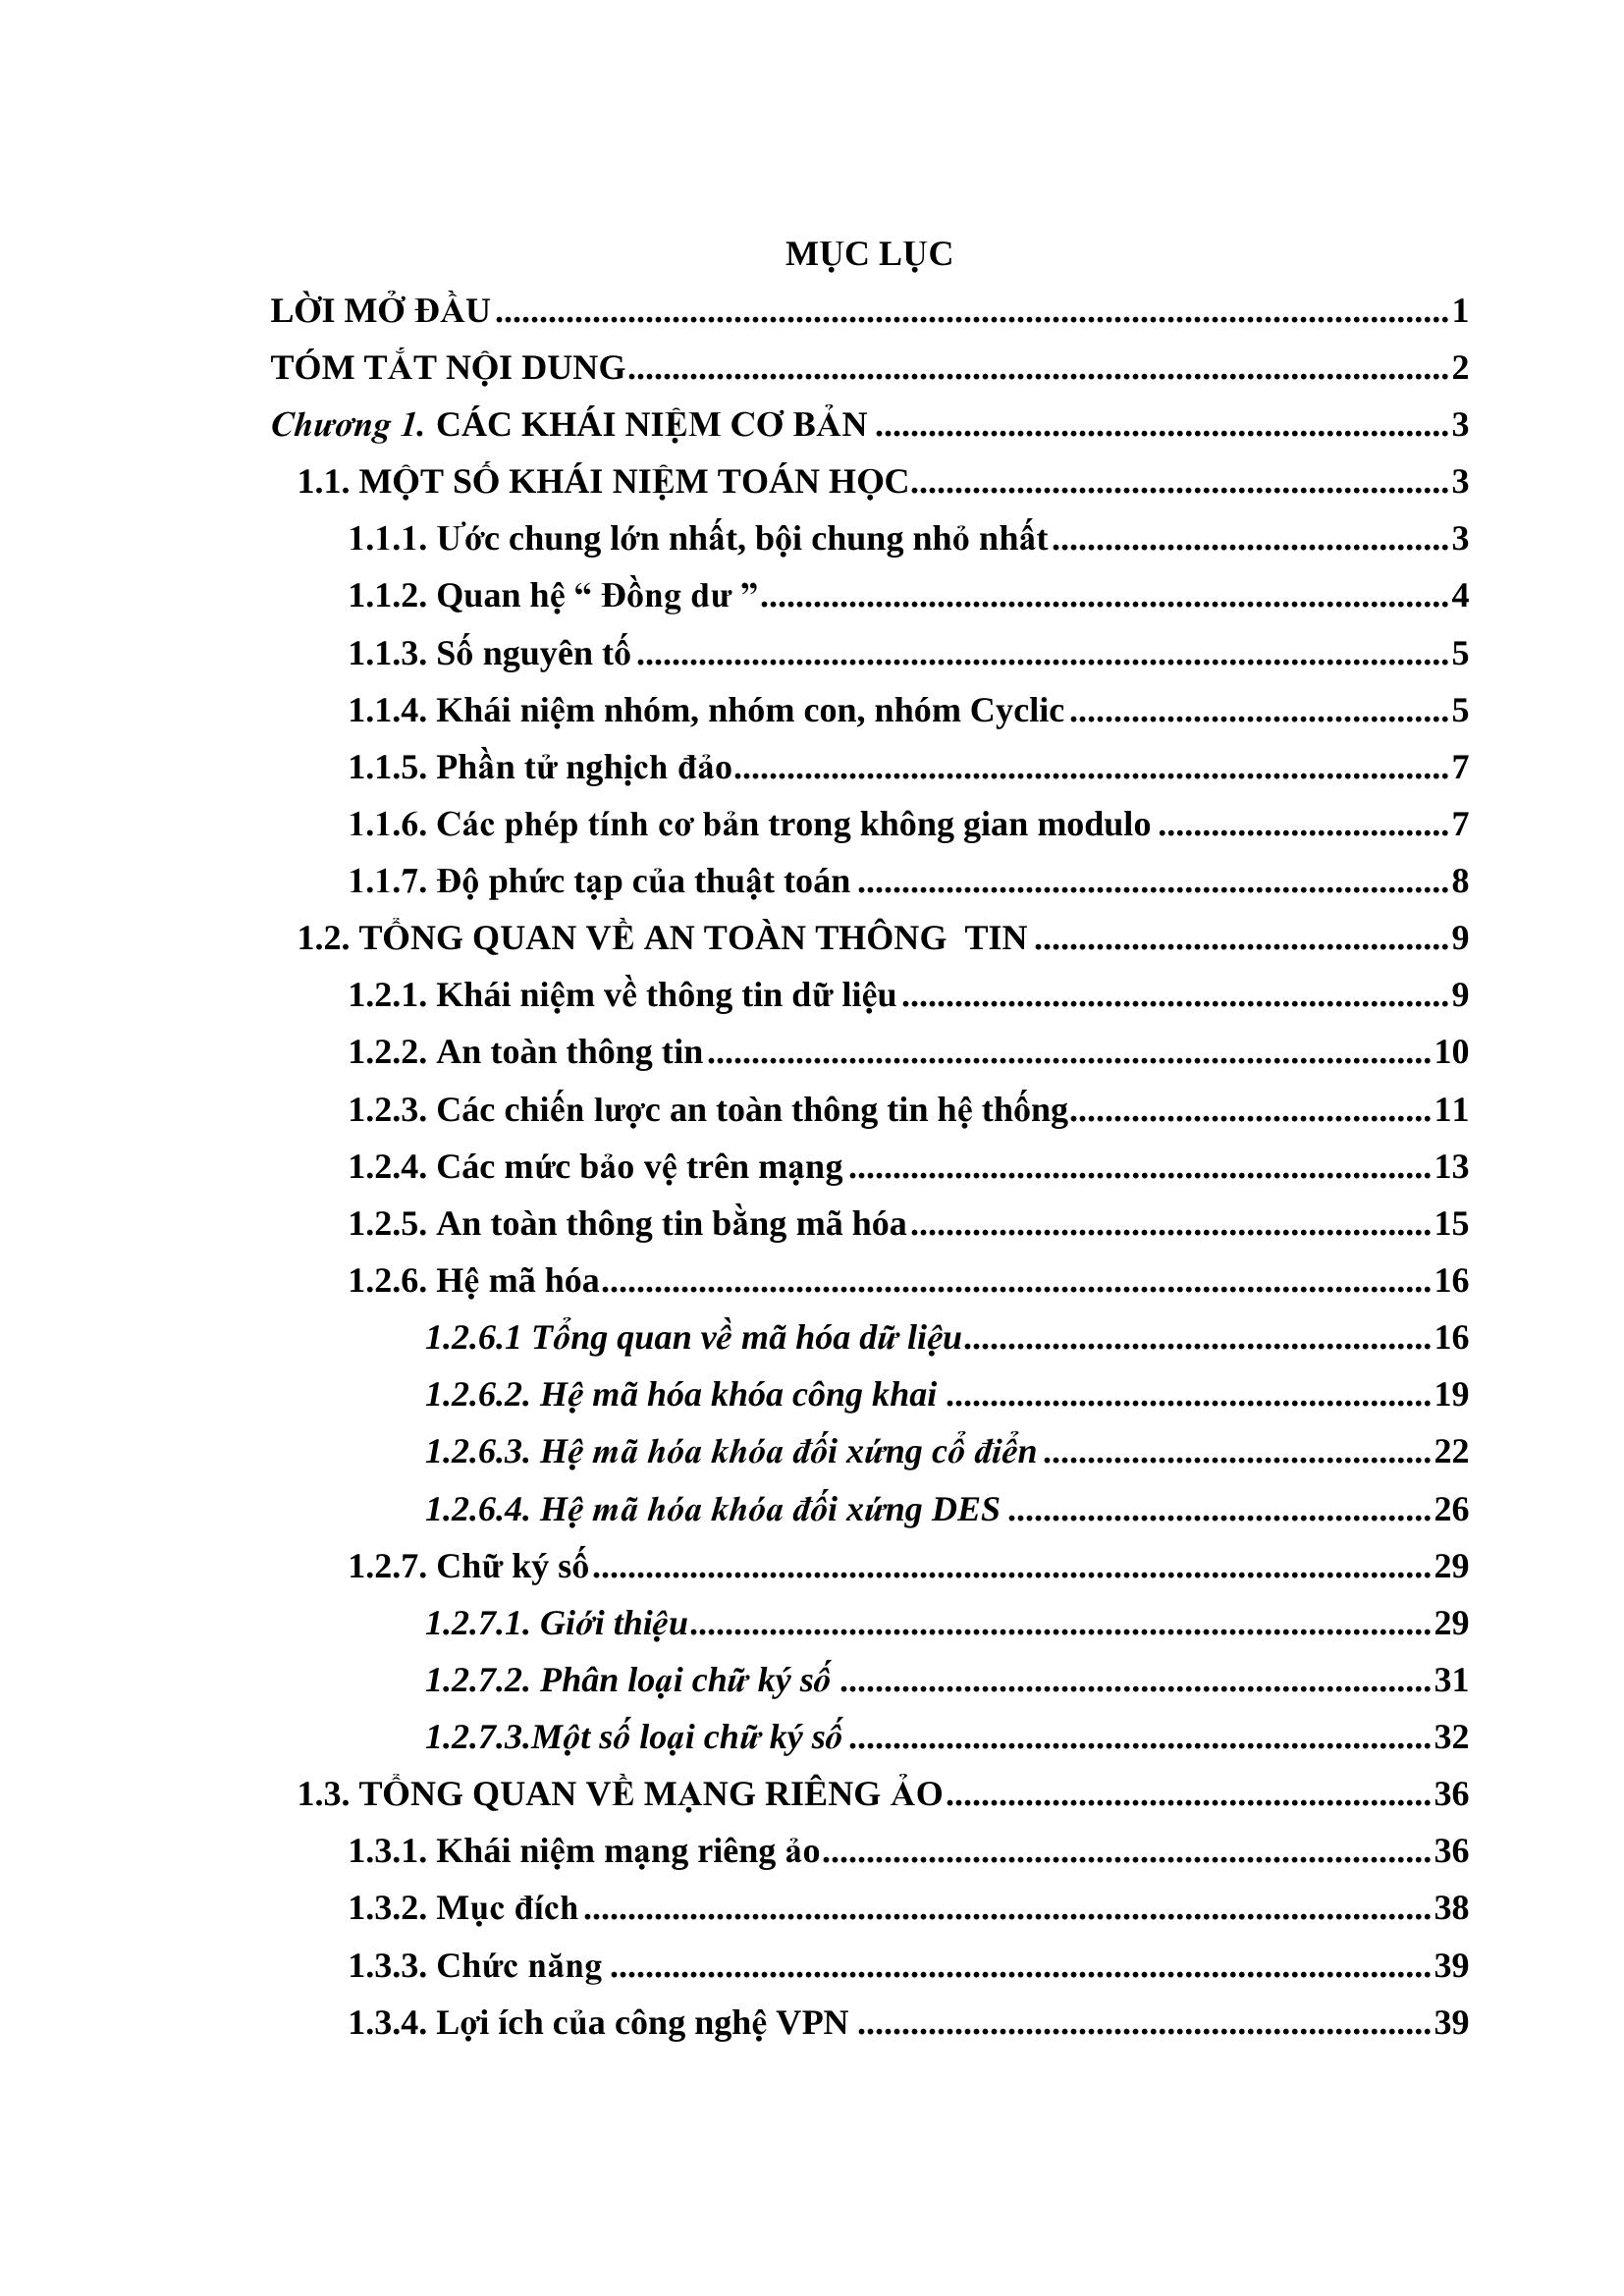 MỤC LỤC
LỜI MỞ ĐẦU............................................................................................................1
TÓM TẮT NỘI DUNG.............................................................................................2
Chương 1. CÁC KHÁI NIỆM CƠ BẢN .................................................................3
1.1. MỘT SỐ KHÁI NIỆM TOÁN HỌC.............................................................3
1.1.1. Ước chung lớn nhất, bội chung nhỏ nhất.............................................3
1.1.2. Quan hệ “ Đồng dư ”..............................................................................4
1.1.3. Số nguyên tố ............................................................................................5
1.1.4. Khái niệm nhóm, nhóm con, nhóm Cyclic ...........................................5
1.1.5. Phần tử nghịch đảo.................................................................................7
1.1.6. Các phép tính cơ bản trong không gian modulo .................................7
1.1.7. Độ phức tạp của thuật toán ...................................................................8
1.2. TỔNG QUAN VỀ AN TOÀN THÔNG  TIN ...............................................9
1.2.1. Khái niệm về thông tin dữ liệu ..............................................................9
1.2.2. An toàn thông tin ..................................................................................10
1.2.3. Các chiến lược an toàn thông tin hệ thống.........................................11
1.2.4. Các mức bảo vệ trên mạng ..................................................................13
1.2.5. An toàn thông tin bằng mã hóa...........................................................15
1.2.6. Hệ mã hóa..............................................................................................16
1.2.6.1 Tổng quan về mã hóa dữ liệu.....................................................16
1.2.6.2. Hệ mã hóa khóa công khai .......................................................19
1.2.6.3. Hệ mã hóa khóa đối xứng cổ điển ............................................22
1.2.6.4. Hệ mã hóa khóa đối xứng DES ................................................26
1.2.7. Chữ ký số...............................................................................................29
1.2.7.1. Giới thiệu....................................................................................29
1.2.7.2. Phân loại chữ ký số ...................................................................31
1.2.7.3.Một số loại chữ ký số ..................................................................32
1.3. TỔNG QUAN VỀ MẠNG RIÊNG ẢO.......................................................36
1.3.1. Khái niệm mạng riêng ảo.....................................................................36
1.3.2. Mục đích ................................................................................................38
1.3.3. Chức năng .............................................................................................39
1.3.4. Lợi ích của công nghệ VPN .................................................................39